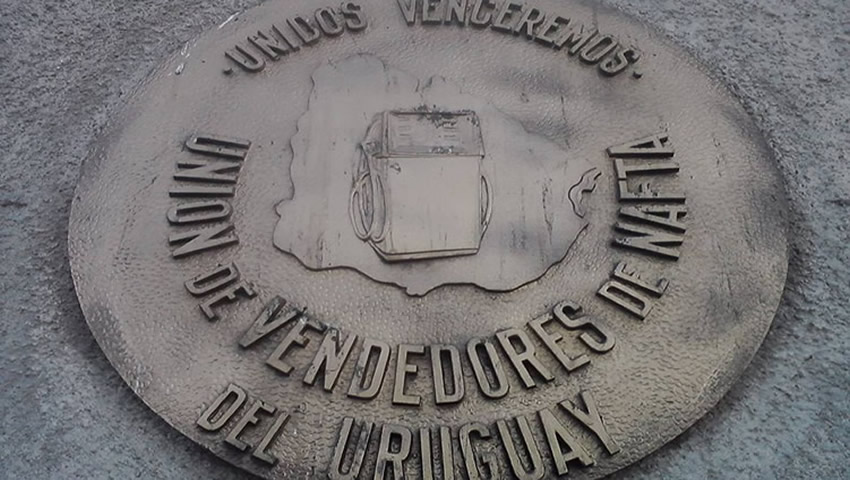 ·UNIDOS VENCEREMOS·
UNION DE VENDEDORES DE NAFTA
DEL URUGUAY